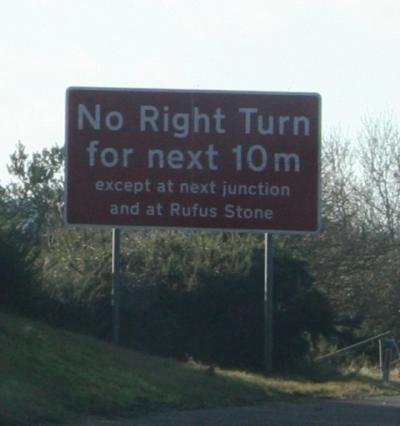 No Right Turn
for next 10m
except at next junction
and at Rufus Stone